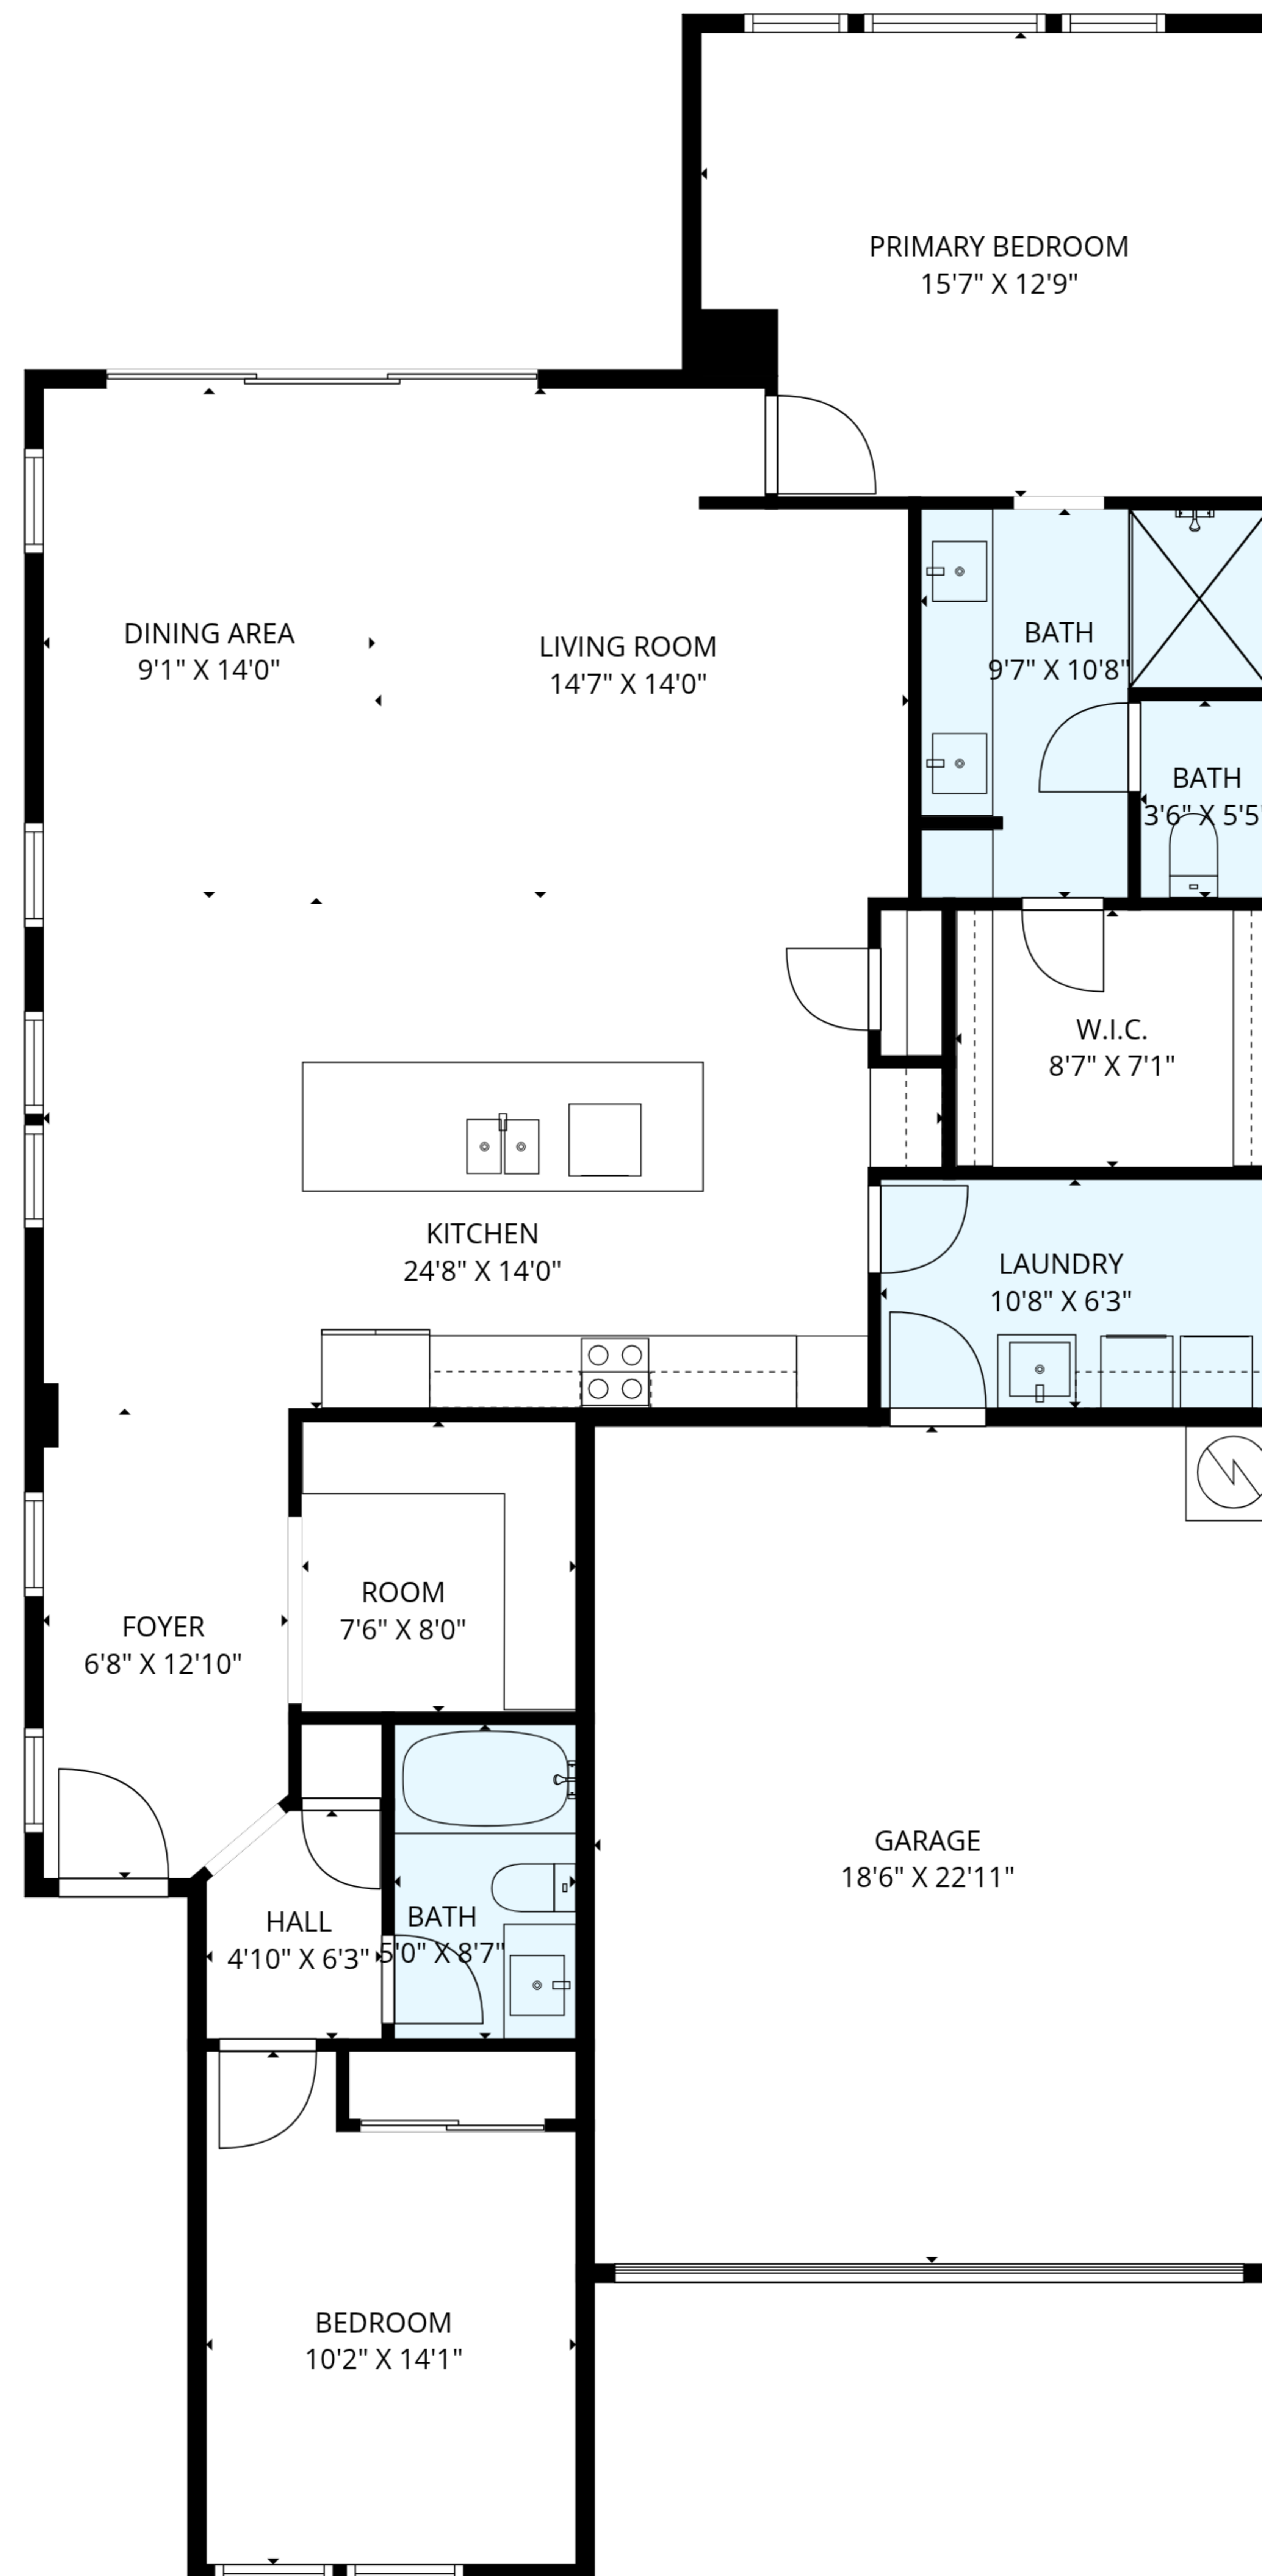 PRIMARY BEDROOM
15'7" X 12'9"
DINING AREA
9'1" X 14'0"
LIVING ROOM
14'7" X 14'0"
BATH
9'7" X 10'8"
BATH
3'6" X 5'5"
W.I.C.
8'7" X 7'1"
KITCHEN
24'8" X 14'0"
LAUNDRY
10'8" X 6'3"
ROOM
7'6" X 8'0"
FOYER
6'8" X 12'10"
GARAGE
18'6" X 22'11"
HALL
4'10" X 6'3"
BATH
5'0" X 8'7"
BEDROOM
10'2" X 14'1"